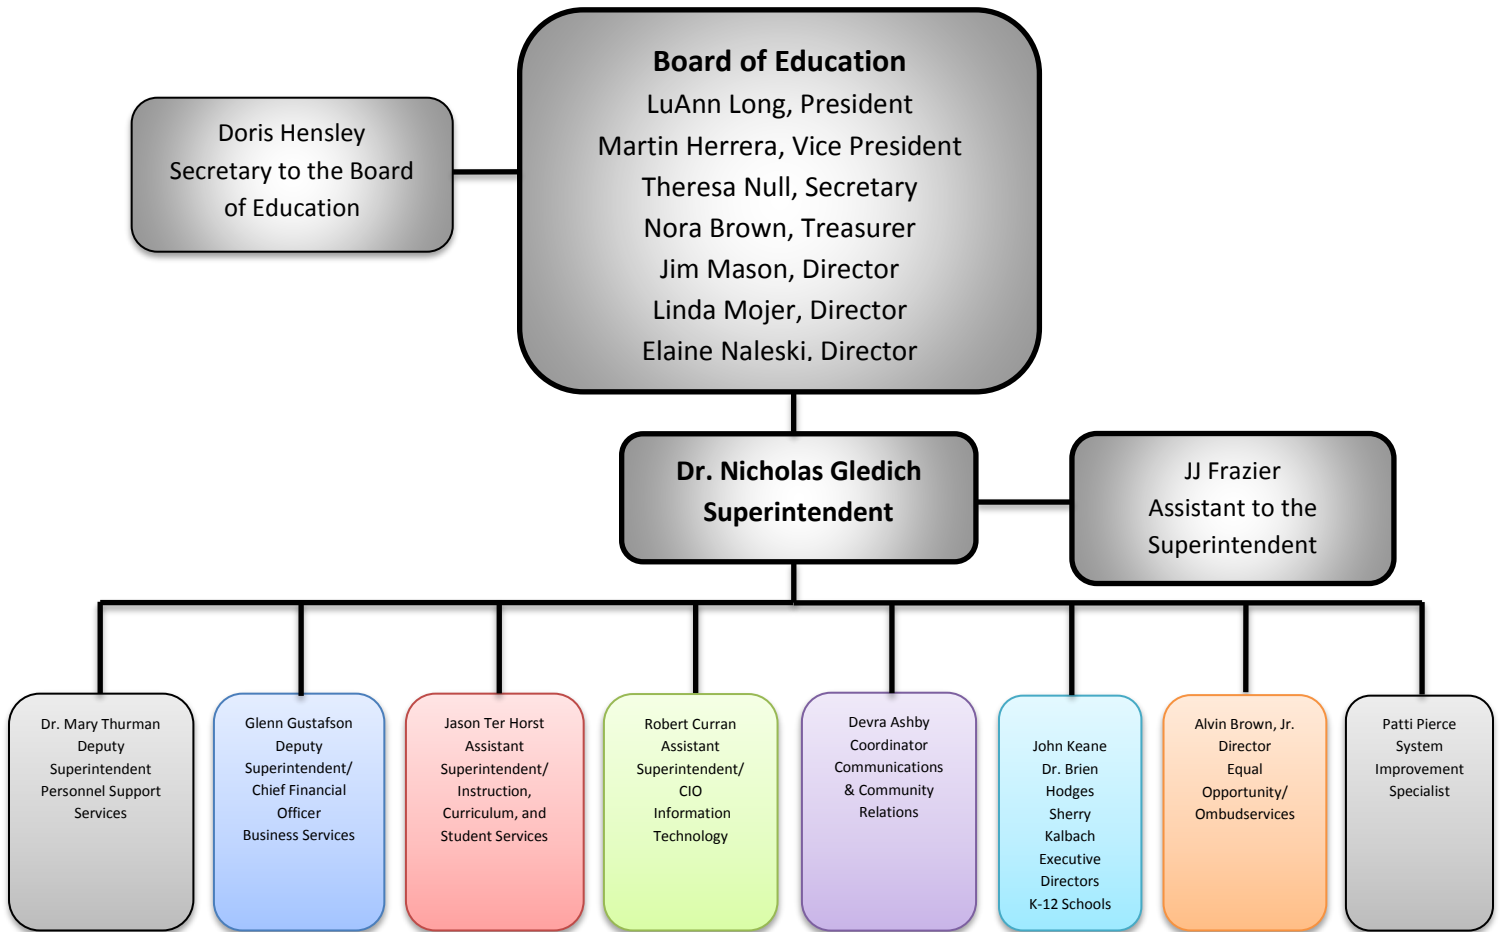 Board of Education
LuAnn Long, President
Martin Herrera, Vice President
Theresa Null, Secretary
Nora Brown, Treasurer
Jim Mason, Director
Linda Mojer, Director
Elaine Naleski, Director
Doris Hensley
Secretary to the Board
of Education
Dr. Nicholas Gledich
Superintendent
JJ Frazier
Assistant to the
Superintendent
Dr. Mary Thurman
Deputy
Superintendent
Personnel Support
Services
Glenn Gustafson
Deputy
Superintendent/
Chief Financial
Officer
Business Services
Jason Ter Horst
Assistant
Superintendent/
Instruction,
Curriculum, and
Student Services
Robert Curran
Assistant
Superintendent/
CIO
Information
Technology
Devra Ashby
Coordinator
Communications
& Community
Relations
John Keane
Dr. Brien
Hodges
Sherry
Kalbach
Executive
Directors
K-12 Schools
Alvin Brown, Jr.
Director
Equal
Opportunity/
Ombudservices
Patti Pierce
System
Improvement
Specialist